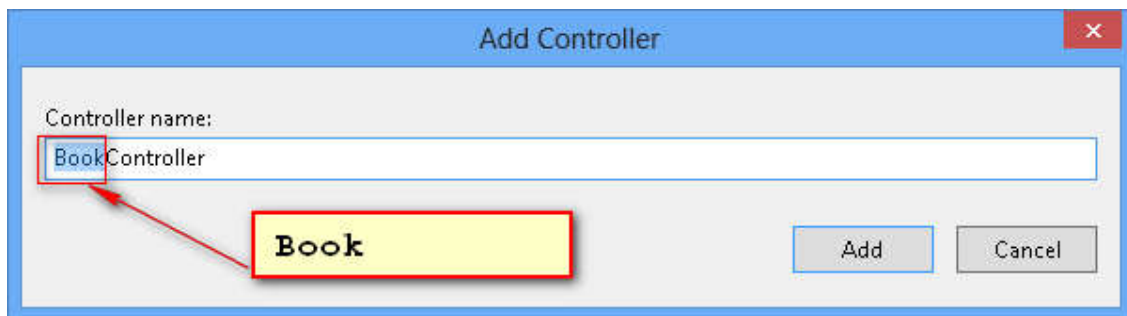 Add Controller
×
Controller name:
BookController
Book
Add
Cancel